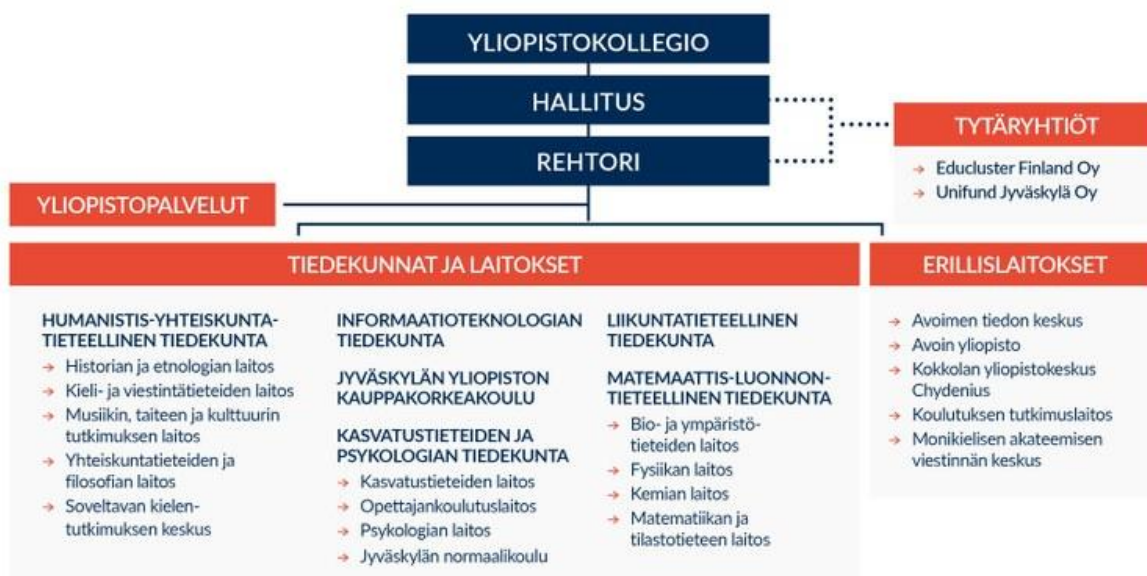 YLIOPISTOKOLLEGIO
HALLITUS
REHTORI
TYTÄRYHTIÖT
→ Educluster Finland Oy
→ Unifund Jyväskylä Oy
YLIOPISTOPALVELUT
TIEDEKUNNAT JA LAITOKSET
HUMANISTIS-YHTEISKUNTA-
TIETEELLINEN TIEDEKUNTA
→ Historian ja etnologian laitos
→ Kieli- ja viestintätieteiden laitos
→ Musiikin, taiteen ja kulttuurin
tutkimuksen laitos
→ Yhteiskuntatieteiden ja
filosofian laitos
→ Soveltavan kielen-
tutkimuksen keskus
INFORMAATIOTEKNOLOGIAN
TIEDEKUNTA
JYVÄSKYLÄN YLIOPISTON
KAUPPAKORKEAKOULU
KASVATUSTIETEIDEN JA
PSYKOLOGIAN TIEDEKUNTA
→ Kasvatustieteiden laitos
→ Opettajankoulutuslaitos
→ Psykologian laitos
→ Jyväskylän normaalikoulu
LIIKUNTATIETEELLINEN
TIEDEKUNTA
MATEMAATTIS-LUONNON-
TIETEELLINEN TIEDEKUNTA
→ Bio- ja ympäristö-
tieteiden laitos
→ Fysiikan laitos
→ Kemian laitos
→ Matematiikan ja
tilastotieteen laitos
ERILLISLAITOKSET
→ Avoimen tiedon keskus
→ Avoin yliopisto
→ Kokkolan yliopistokeskus
Chydenius
→ Koulutuksen tutkimuslaitos
→ Monikielisen akateemisen
viestinnän keskus